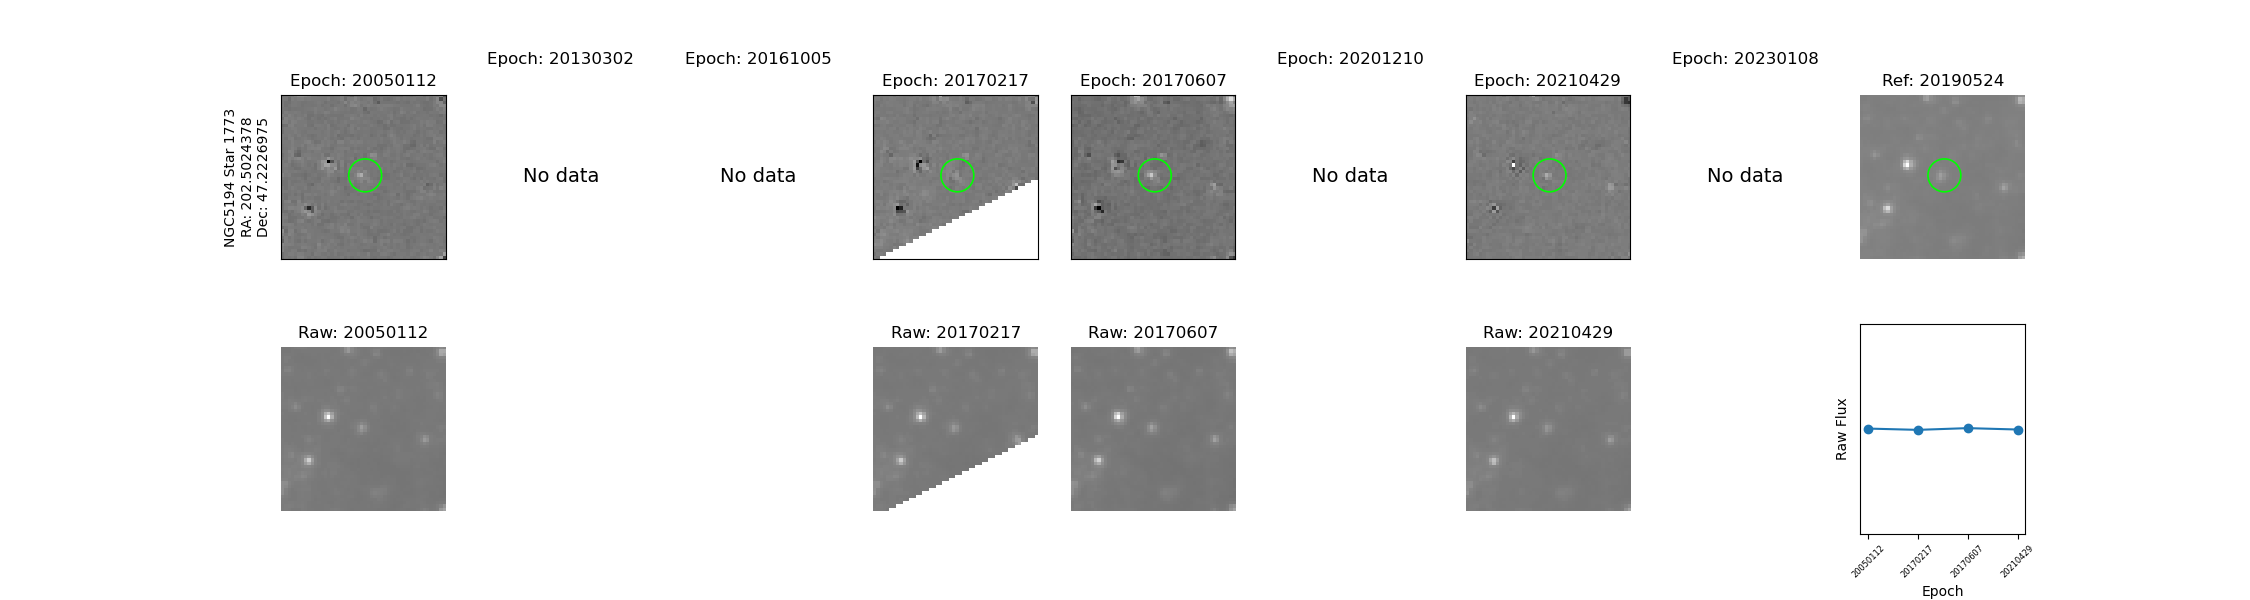 Epoch: 20130302
Epoch: 20161005
Epoch: 20201210
Epoch: 20230108
Epoch: 20050112
Epoch: 20170217
Epoch: 20170607
Epoch: 20210429
Ref: 20190524
NGC5194 Star 1773
RA: 202.5024378
Dec: 47.2226975
No data
No data
No data
No data
Raw: 20050112
Raw: 20170217
Raw: 20170607
Raw: 20210429
Raw Flux
20050112
20170217
20170607
20210429
Epoch